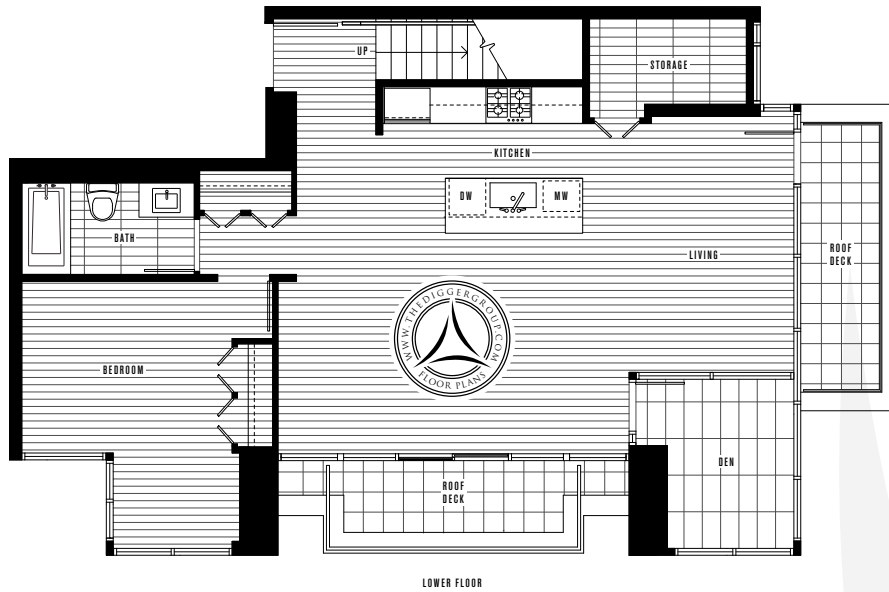 UP
STORAGE
KITCHEN
DW
MW
BATH
LIVING
ROOF
DECK
WWW.THEDIGGERGROUP.COM
FLOOR PLANS
BEDROOM
DEN
ROOF
DECK
LOWER FLOOR